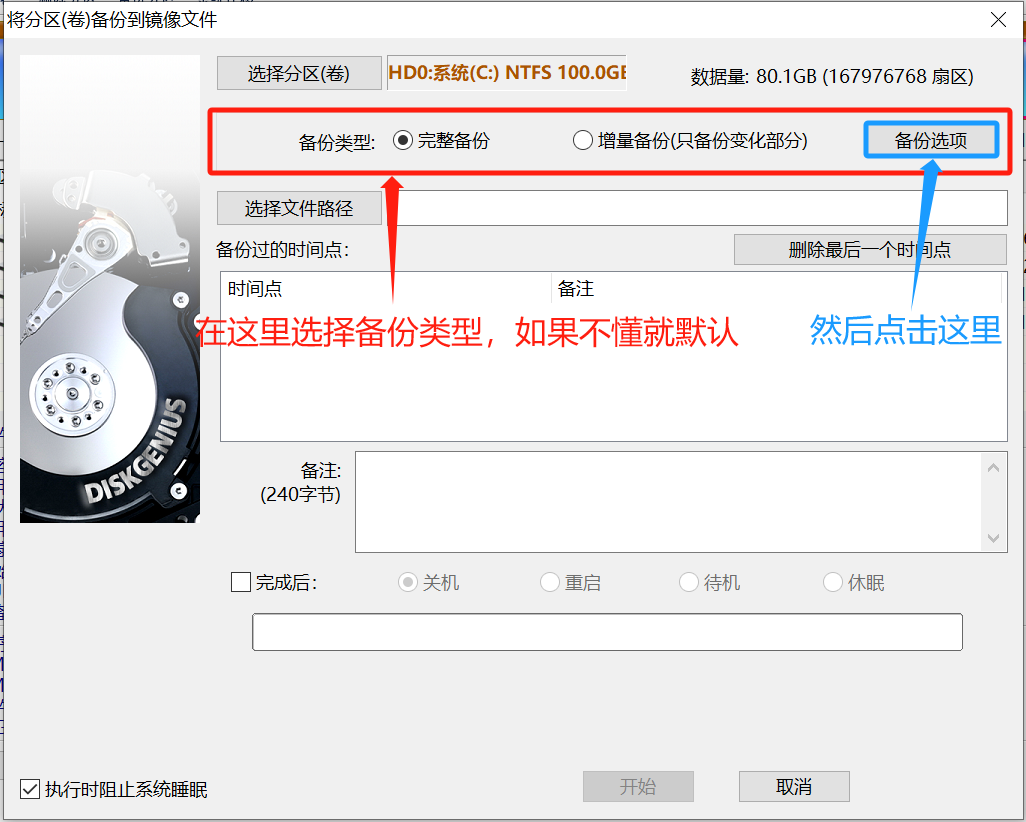 将分区(卷)备份到镜像文件
选择分区(卷)
HD0:系统(C:) NTFS 100.0GE
数据量: 80.1GB (167976768 扇区)
备份类型:
完整备份
增量备份(只备份变化部分)
备份选项
选择文件路径
备份过的时间点:
删除最后一个时间点
时间点
备注
在这里选择备份类型，如果不懂就默认
然后点击这里
DISKGENIUS
备注:
(240字节)
完成后:
关机
重启
待机
休眠
执行时阻止系统睡眠
开始
取消